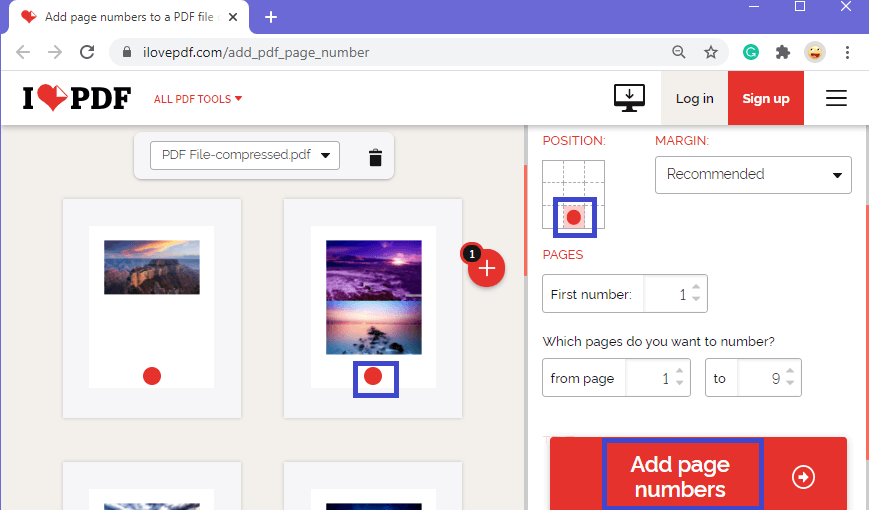 Add page numbers to a PDF file
ilovepdf.com/add_pdf_page_number
I PDF
ALL PDF TOOLS
Log in
Sign up
PDF File-compressed.pdf
1
POSITION:
MARGIN:
Recommended
PAGES
First number: 1
Which pages do you want to number?
from page 1 to 9
Add page
numbers